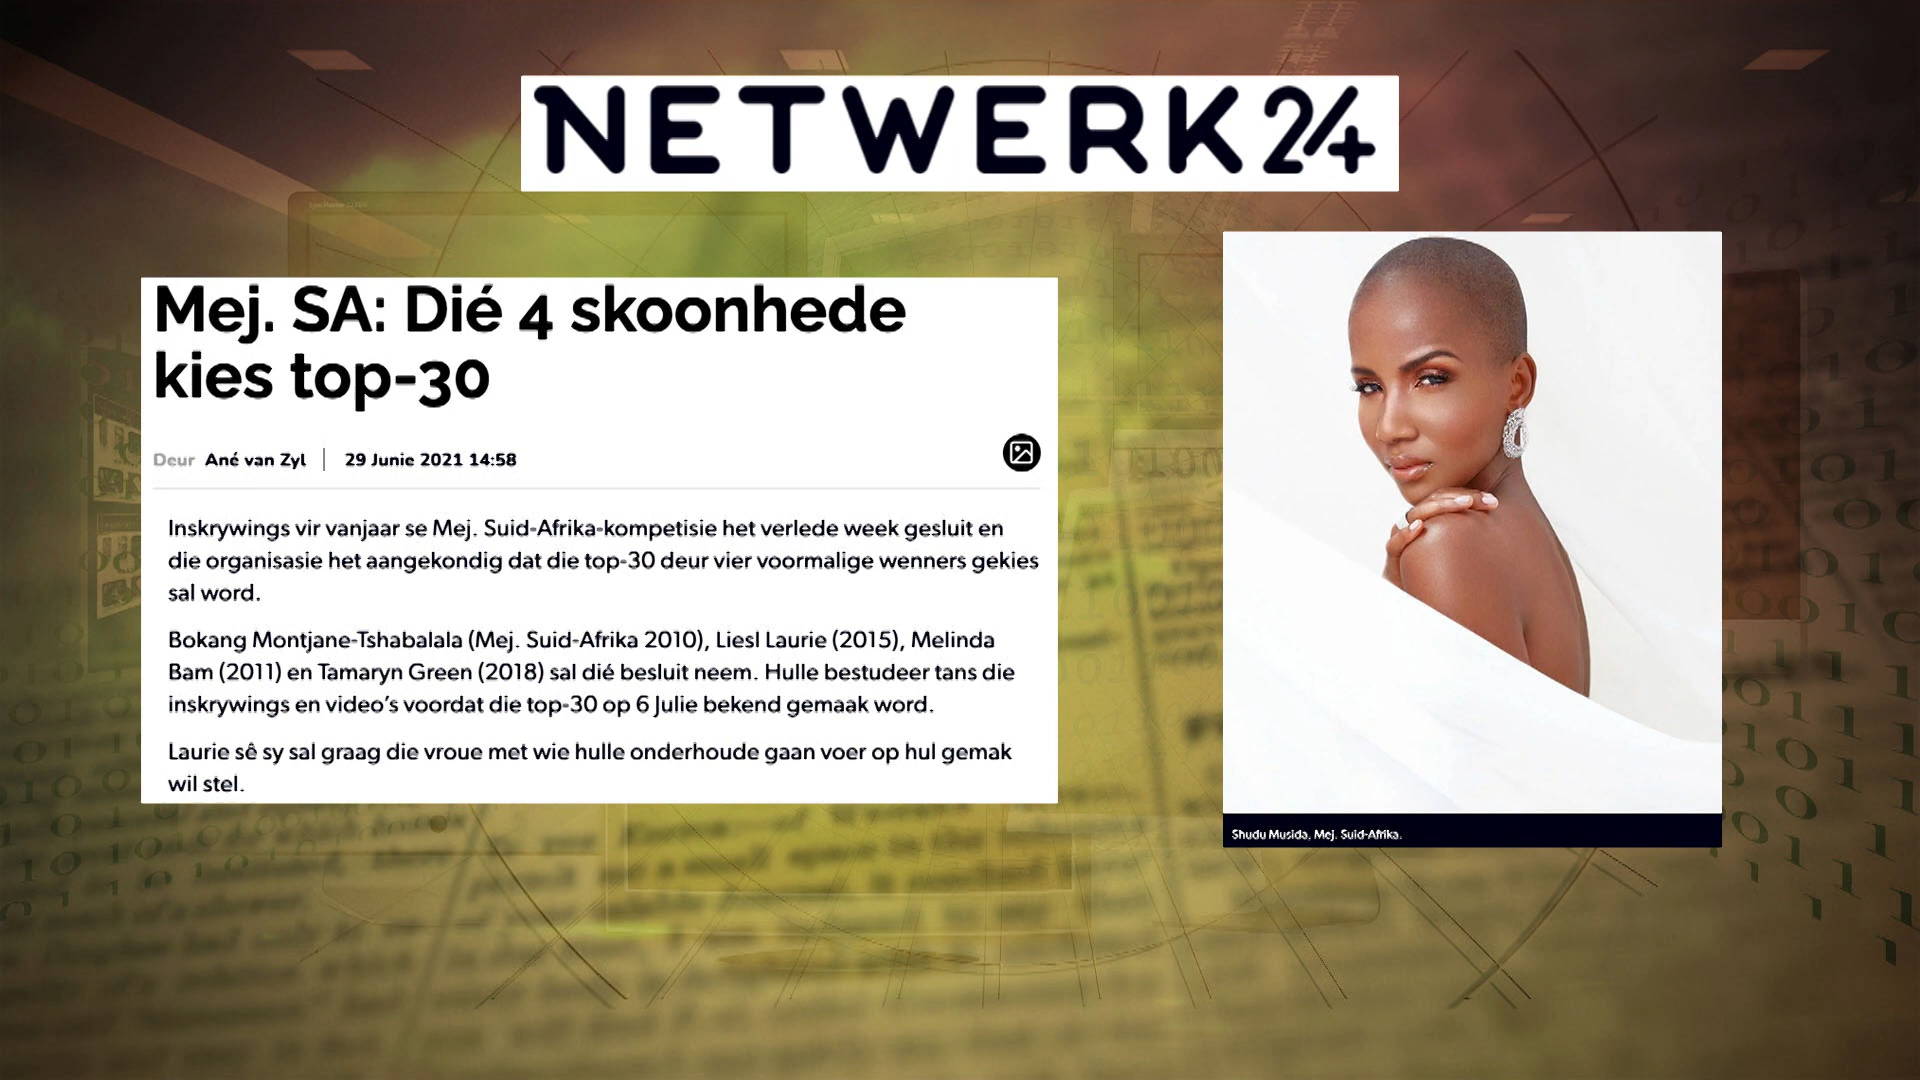 NETWERK24
Mej. SA: Dié 4 skoonhede
kies top-30
Deur Ané van Zyl | 29 Junie 2021 14:58
Inskrywings vir vanjaar se Mej. Suid-Afrika-kompetisie het verlede week gesluit en
die organisasie het aangekondig dat die top-30 deur vier voormalige wenners gekies
sal word.
Bokang Montjane-Tshabalala (Mej. Suid-Afrika 2010), Liesl Laurie (2015), Melinda
Bam (2011) en Tamaryn Green (2018) sal dié besluit neem. Hulle bestudeer tans die
inskrywings en video's voordat die top-30 op 6 Julie bekend gemaak word.
Laurie sê sy sal graag die vroue met wie hulle onderhoude gaan voer op hul gemak
wil stel.
Shudu Musida, Mej. Suid-Afrika.